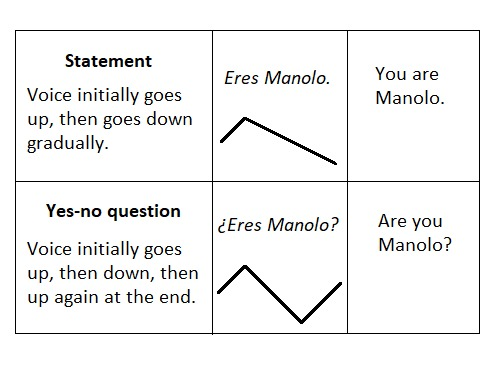 Statement
Voice initially goes
up, then goes down
gradually.
Eres Manolo.
You are
Manolo.
Yes-no question
Voice initially goes
up, then down, then
up again at the end.
¿Eres Manolo?
Are you
Manolo?